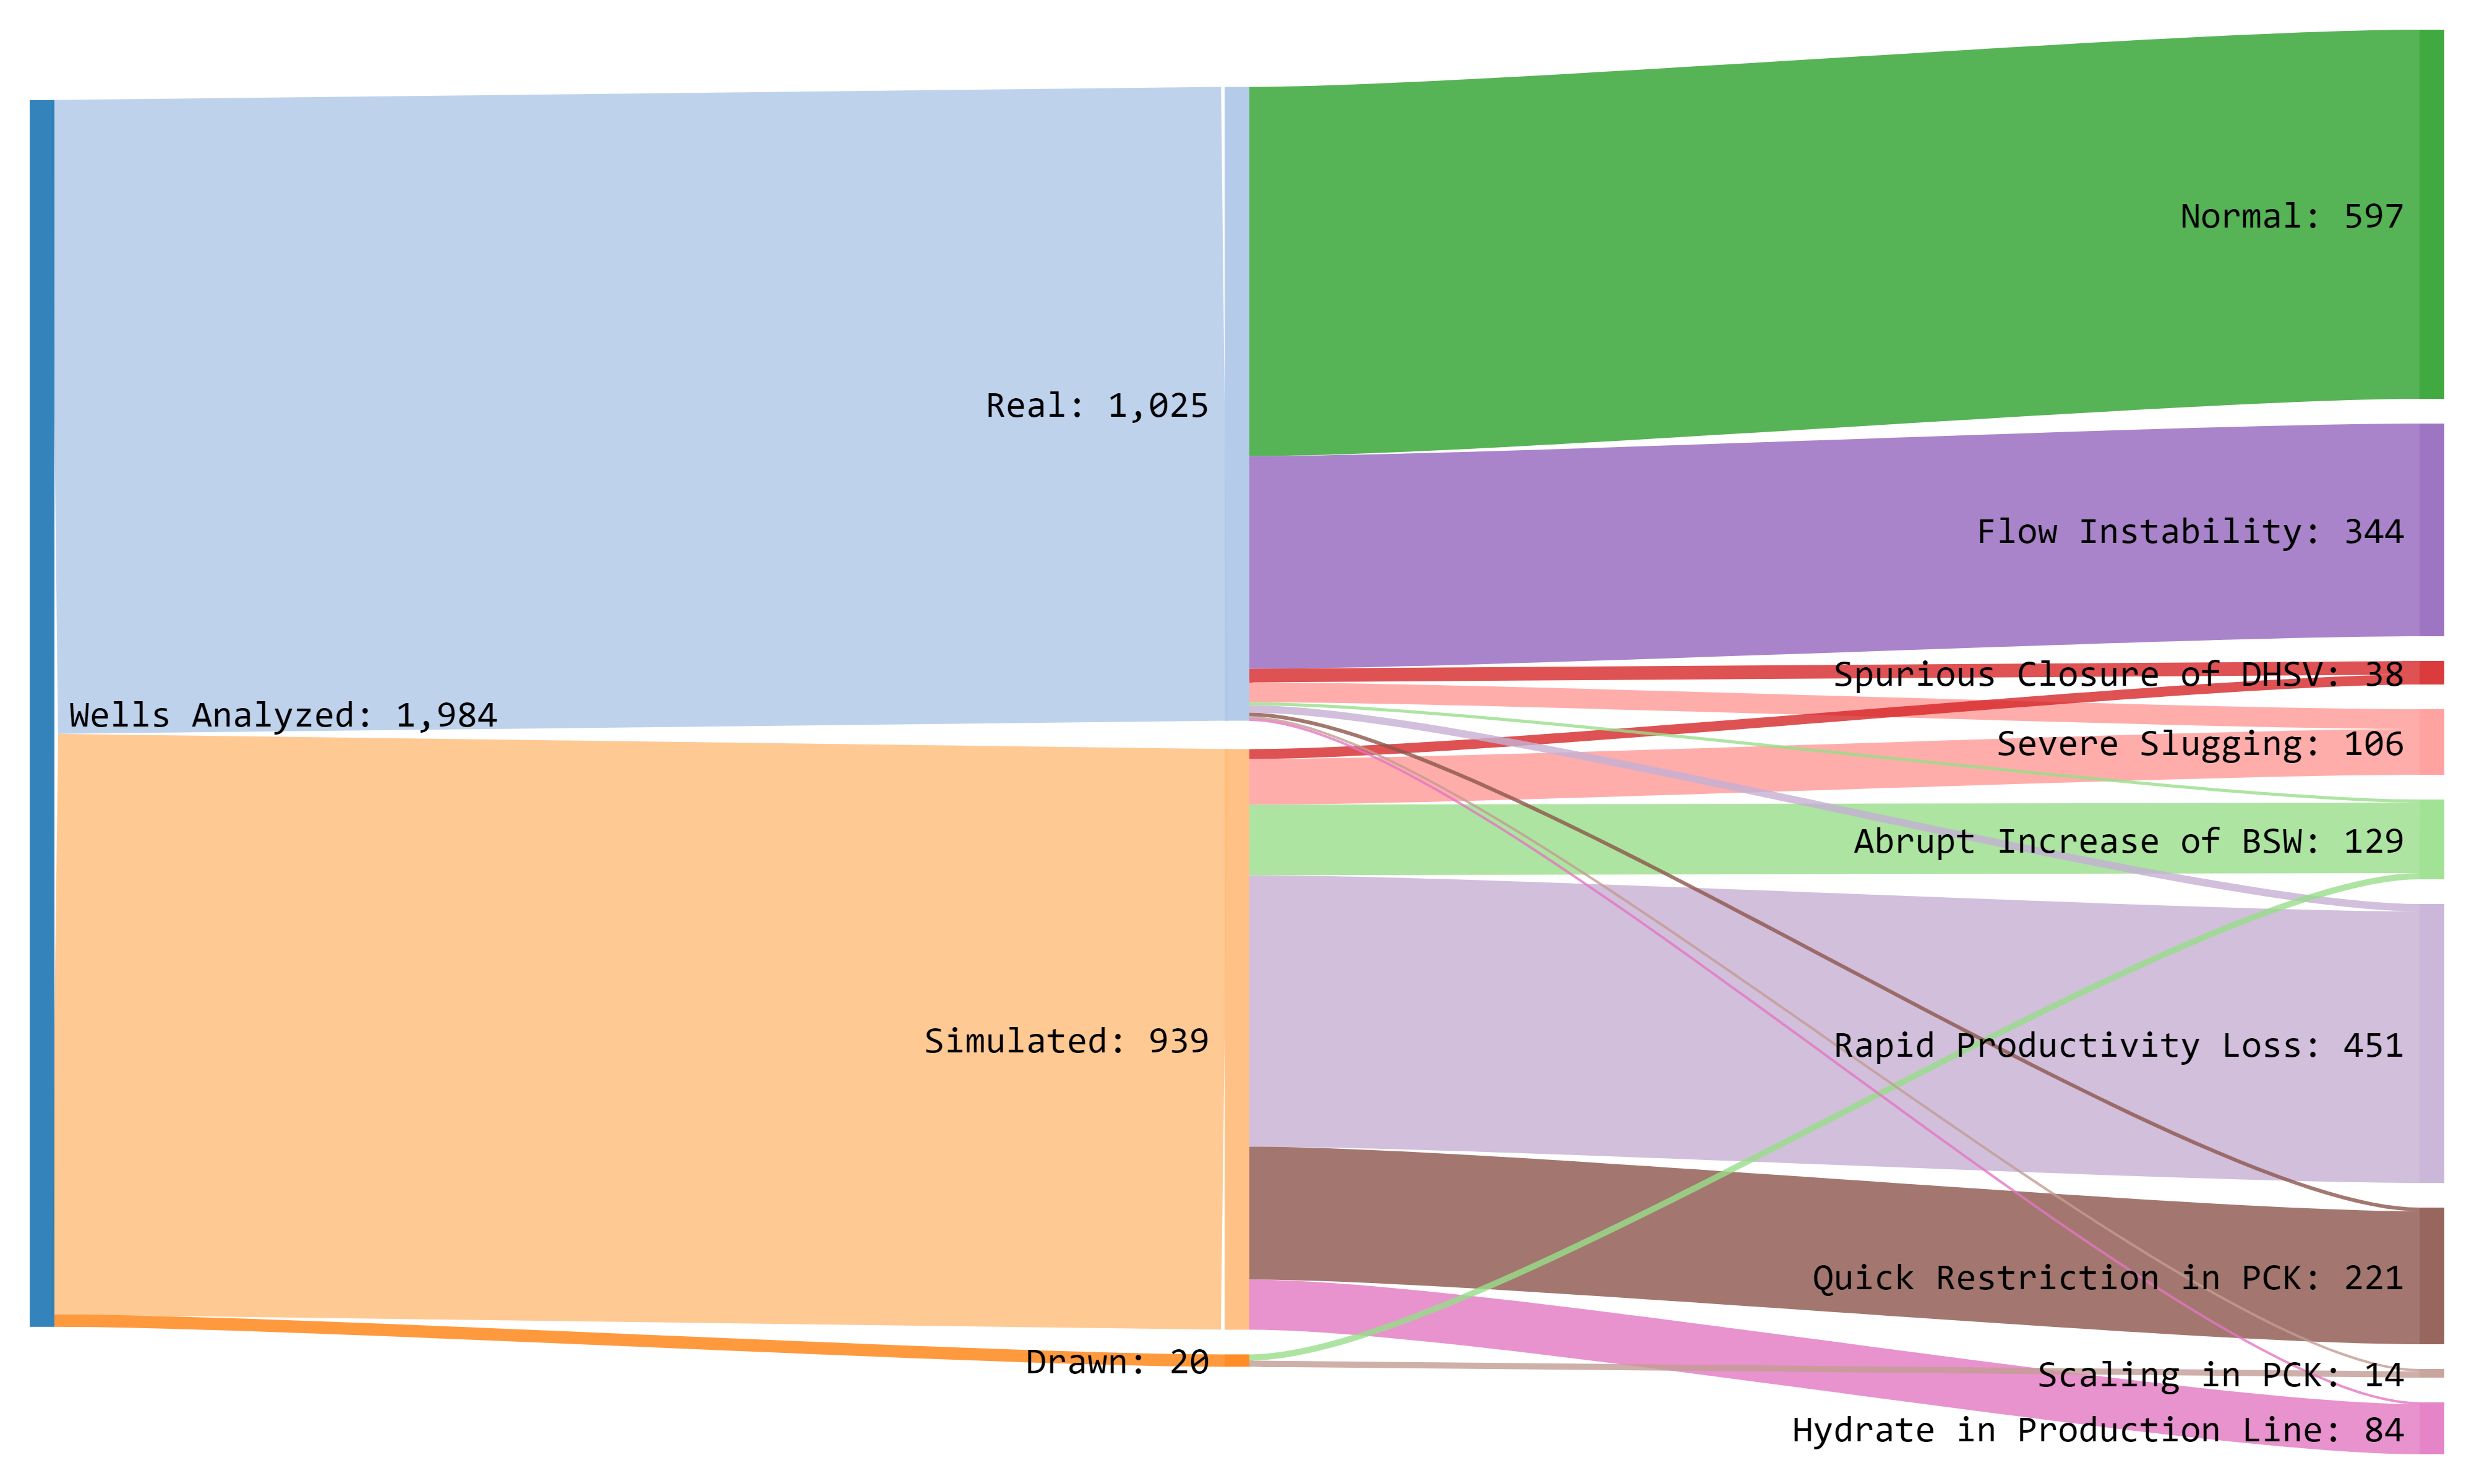 Wells Analyzed: 1,984
Real: 1,025
Simulated: 939
Drawn: 20
Normal: 597
Flow Instability: 344
Spurious Closure of DHSV: 38
Severe Slugging: 106
Abrupt Increase of BSW: 129
Rapid Productivity Loss: 451
Quick Restriction in PCK: 221
Scaling in PCK: 14
Hydrate in Production Line: 84